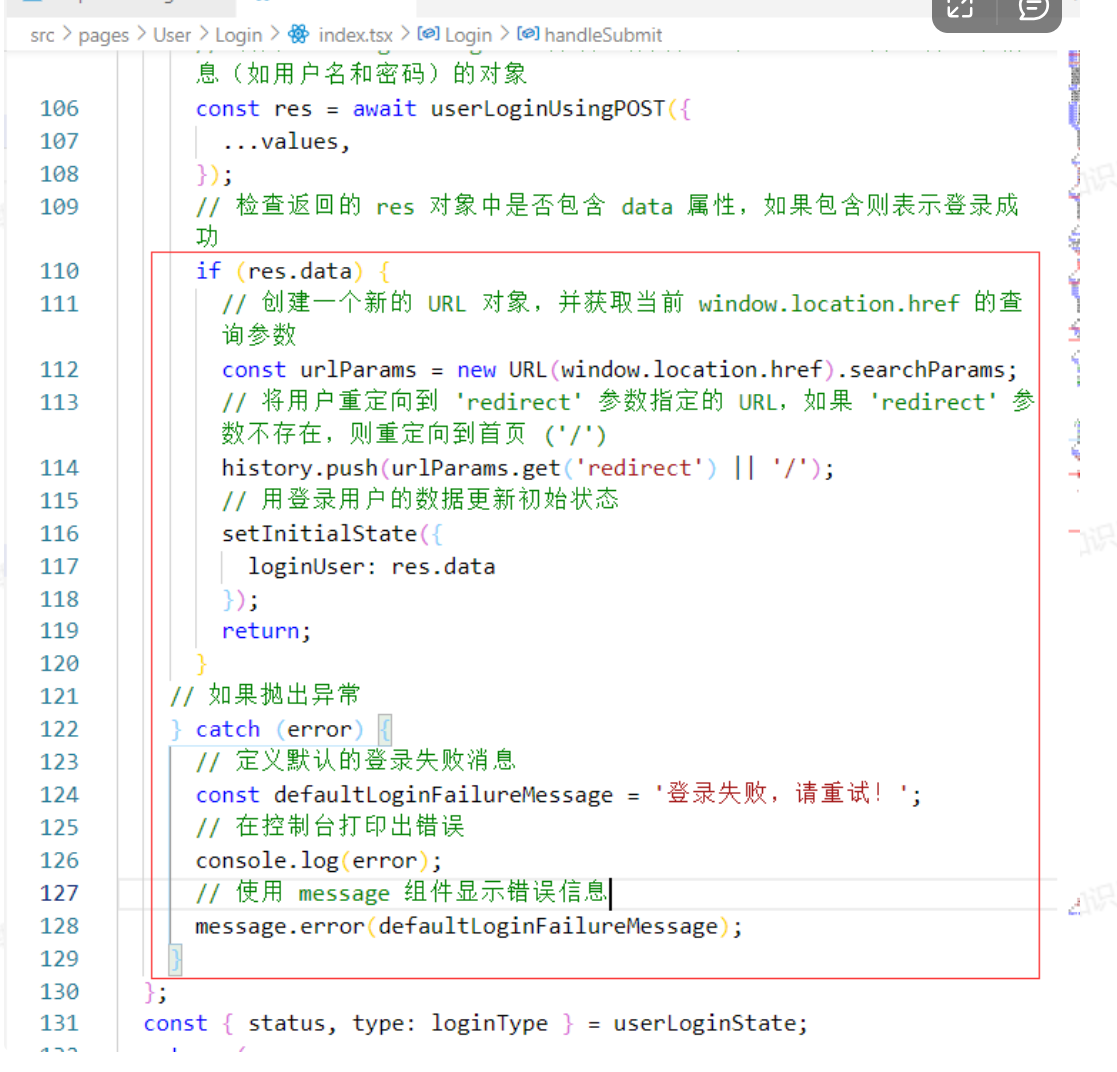 src > pages > User > Login > index.tsx > Login > handleSubmit
息（如用户名和密码）的对象
106 const res = await userLoginUsingPOST({
107 ...values,
108 });
109 // 检查返回的 res 对象中是否包含 data 属性，如果包含则表示登录成
功
110 if (res.data) {
111 // 创建一个新的 URL 对象，并获取当前 window.location.href 的查
询参数
112 const urlParams = new URL(window.location.href).searchParams;
113 // 将用户重定向到 'redirect' 参数指定的 URL，如果 'redirect' 参
数不存在，则重定向到首页 ('/')
114 history.push(urlParams.get('redirect') || '/');
115 // 用登录用户的数据更新初始状态
116 setInitialState({
117 loginUser: res.data
118 });
119 return;
120 }
121 // 如果抛出异常
122 } catch (error) {
123 // 定义默认的登录失败消息
124 const defaultLoginFailureMessage = '登录失败，请重试！';
125 // 在控制台打印出错误
126 console.log(error);
127 // 使用 message 组件显示错误信息
128 message.error(defaultLoginFailureMessage);
129 }
130 };
131 const { status, type: loginType } = userLoginState;